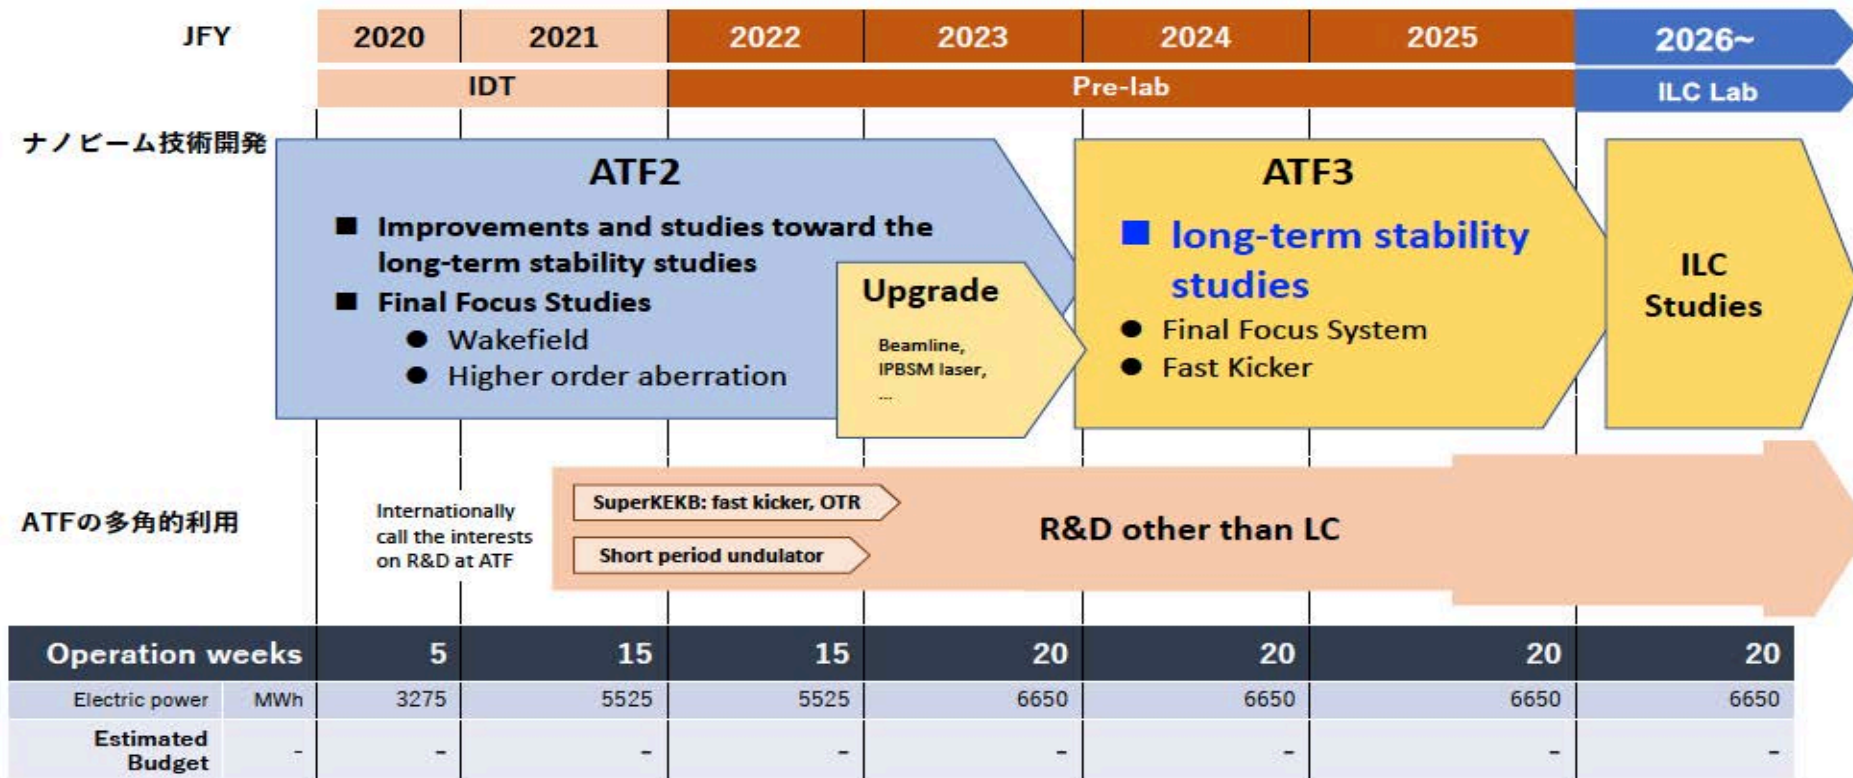 JFY 2020 2021 2022 2023 2024 2025 2026~
IDT Pre-lab ILC Lab
ナノビーム技術開発
ATF2
■ Improvements and studies toward the
long-term stability studies
■ Final Focus Studies
● Wakefield
● Higher order aberration
Upgrade
Beamline,
IPBSM laser,
...
ATF3
■ long-term stability
studies
● Final Focus System
● Fast Kicker
ILC
Studies
ATFの多角的利用
Internationally
call the interests
on R&D at ATF
SuperKEKB: fast kicker, OTR
Short period undulator
R&D other than LC
Operation weeks 5 15 15 20 20 20 20
Electric power MWh 3275 5525 5525 6650 6650 6650 6650
Estimated
Budget - - - - - - - -